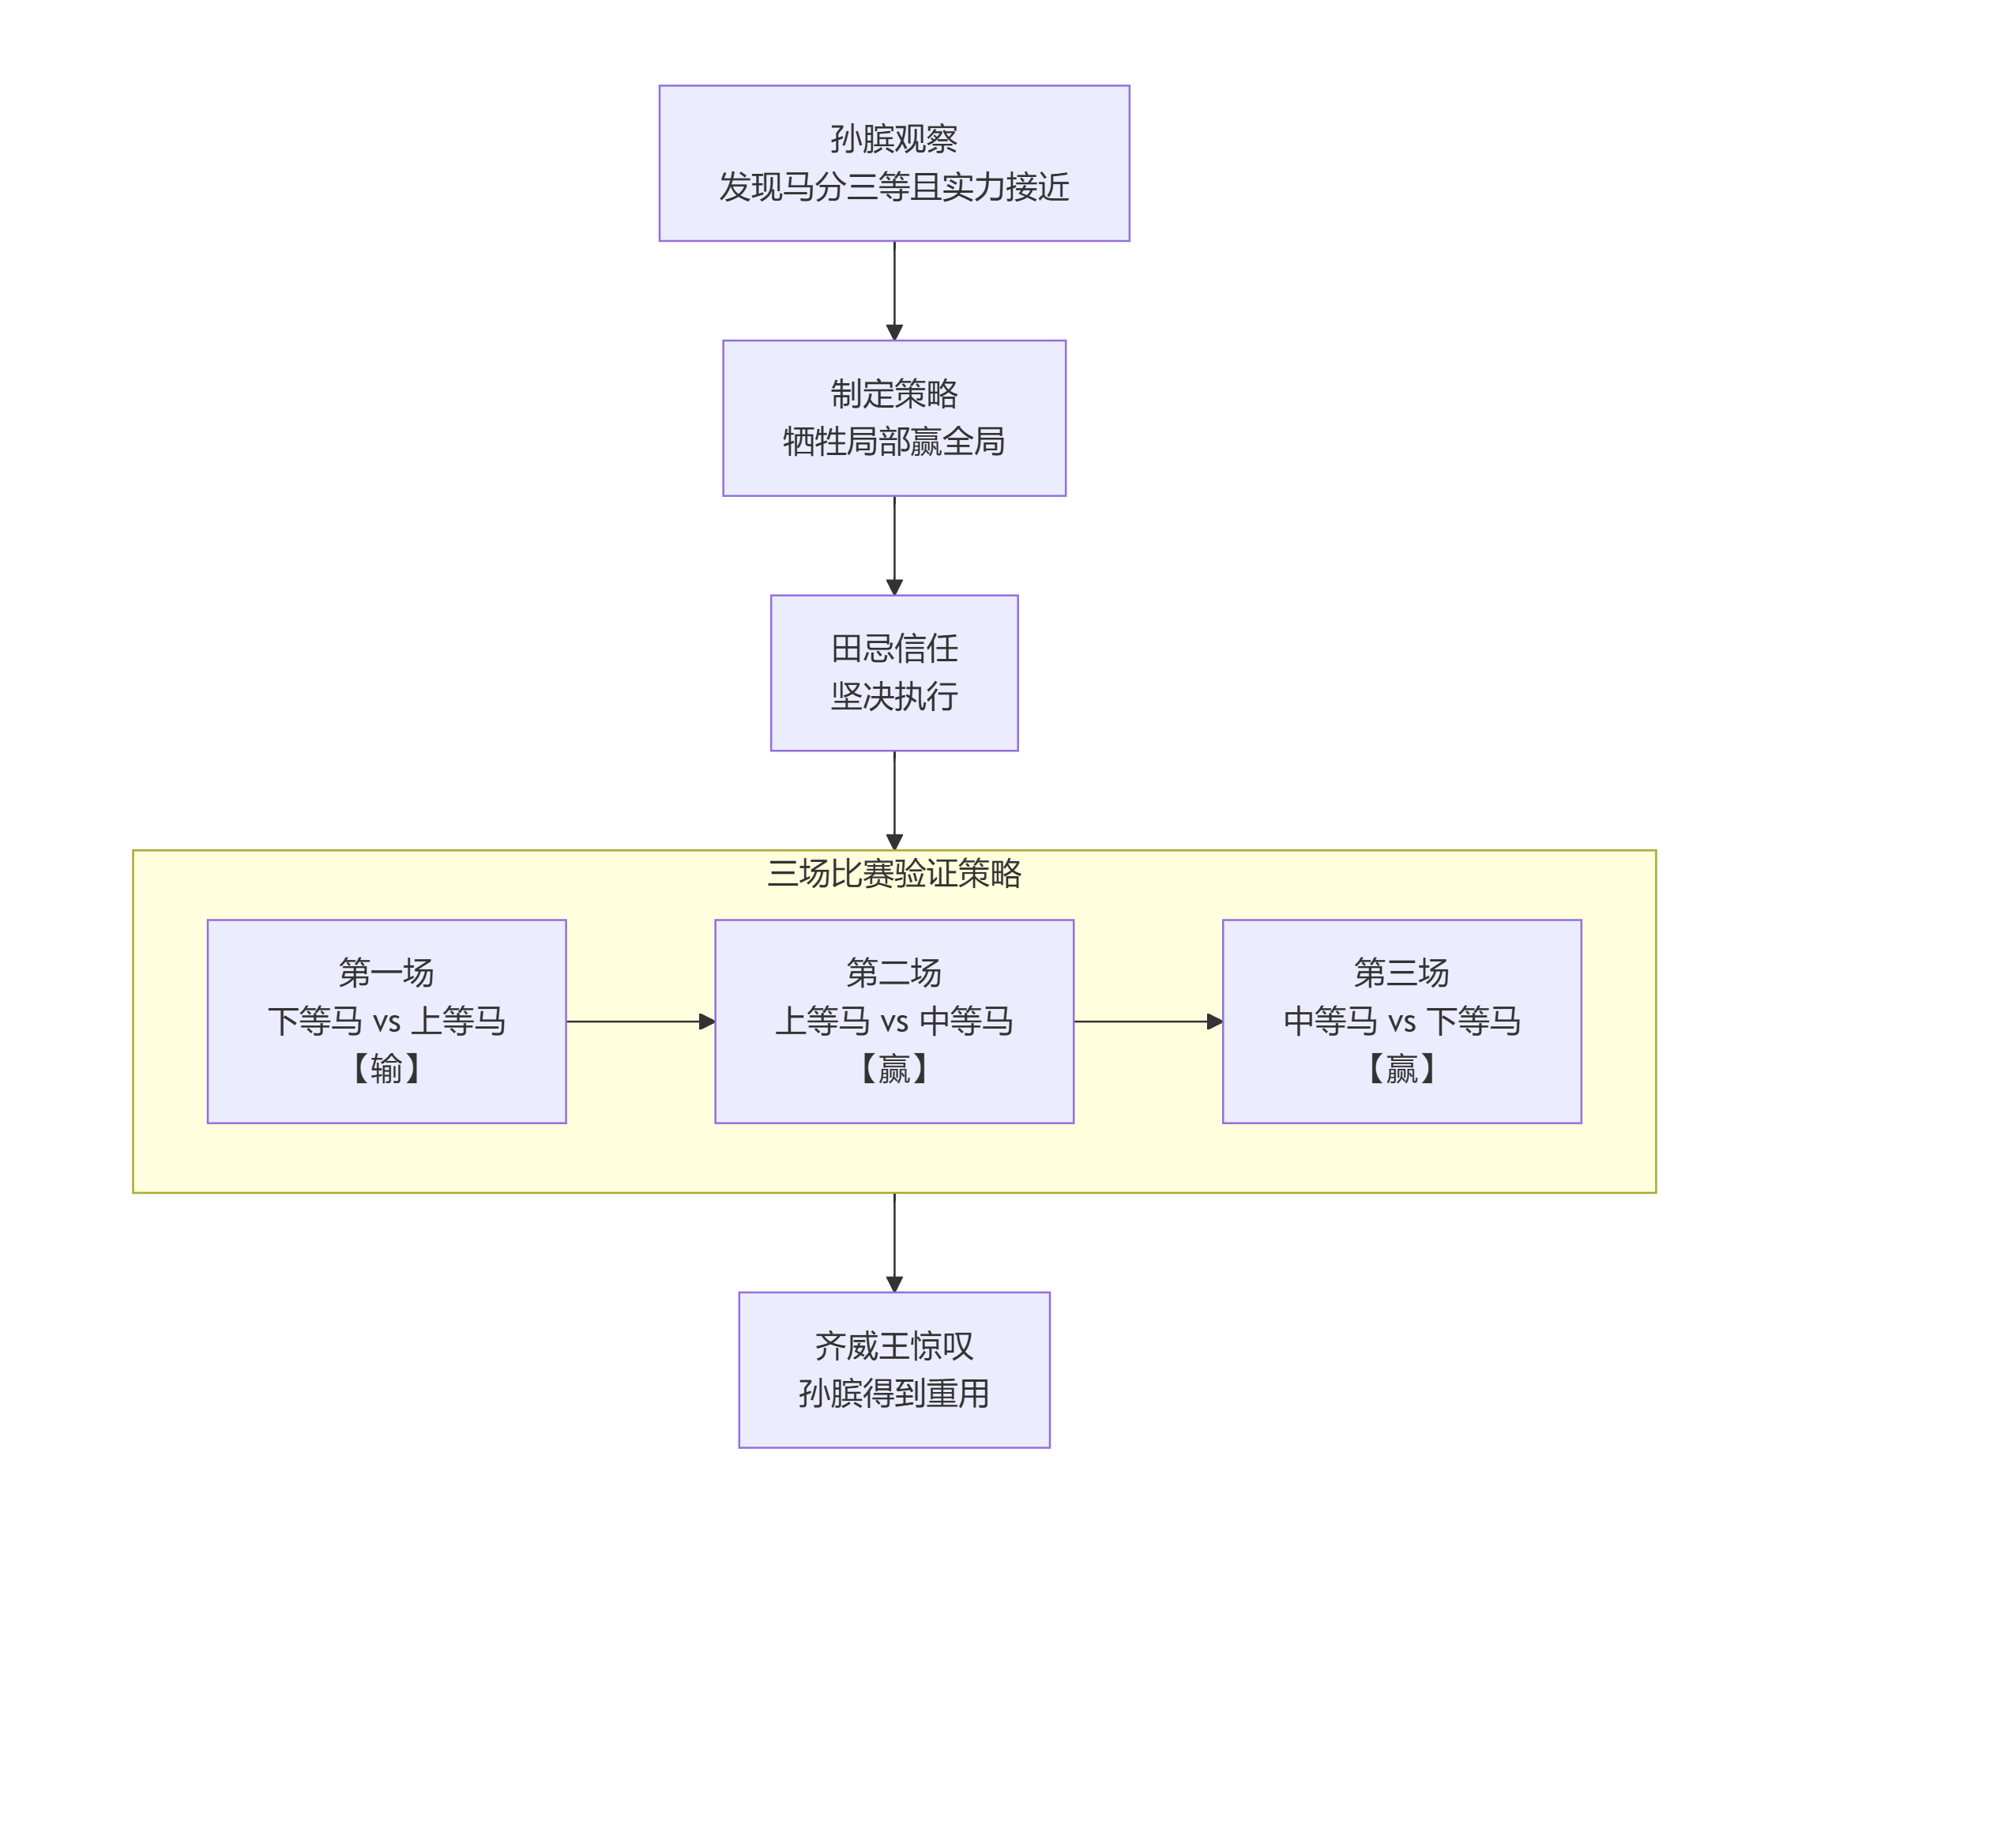 孙膑观察
发现马分三等且实力接近
制定策略
牺牲局部赢全局
田忌信任
坚决执行
三场比赛验证策略
第一场
下等马 vs 上等马
【输】
第二场
上等马 vs 中等马
【赢】
第三场
中等马 vs 下等马
【赢】
齐威王惊叹
孙膑得到重用